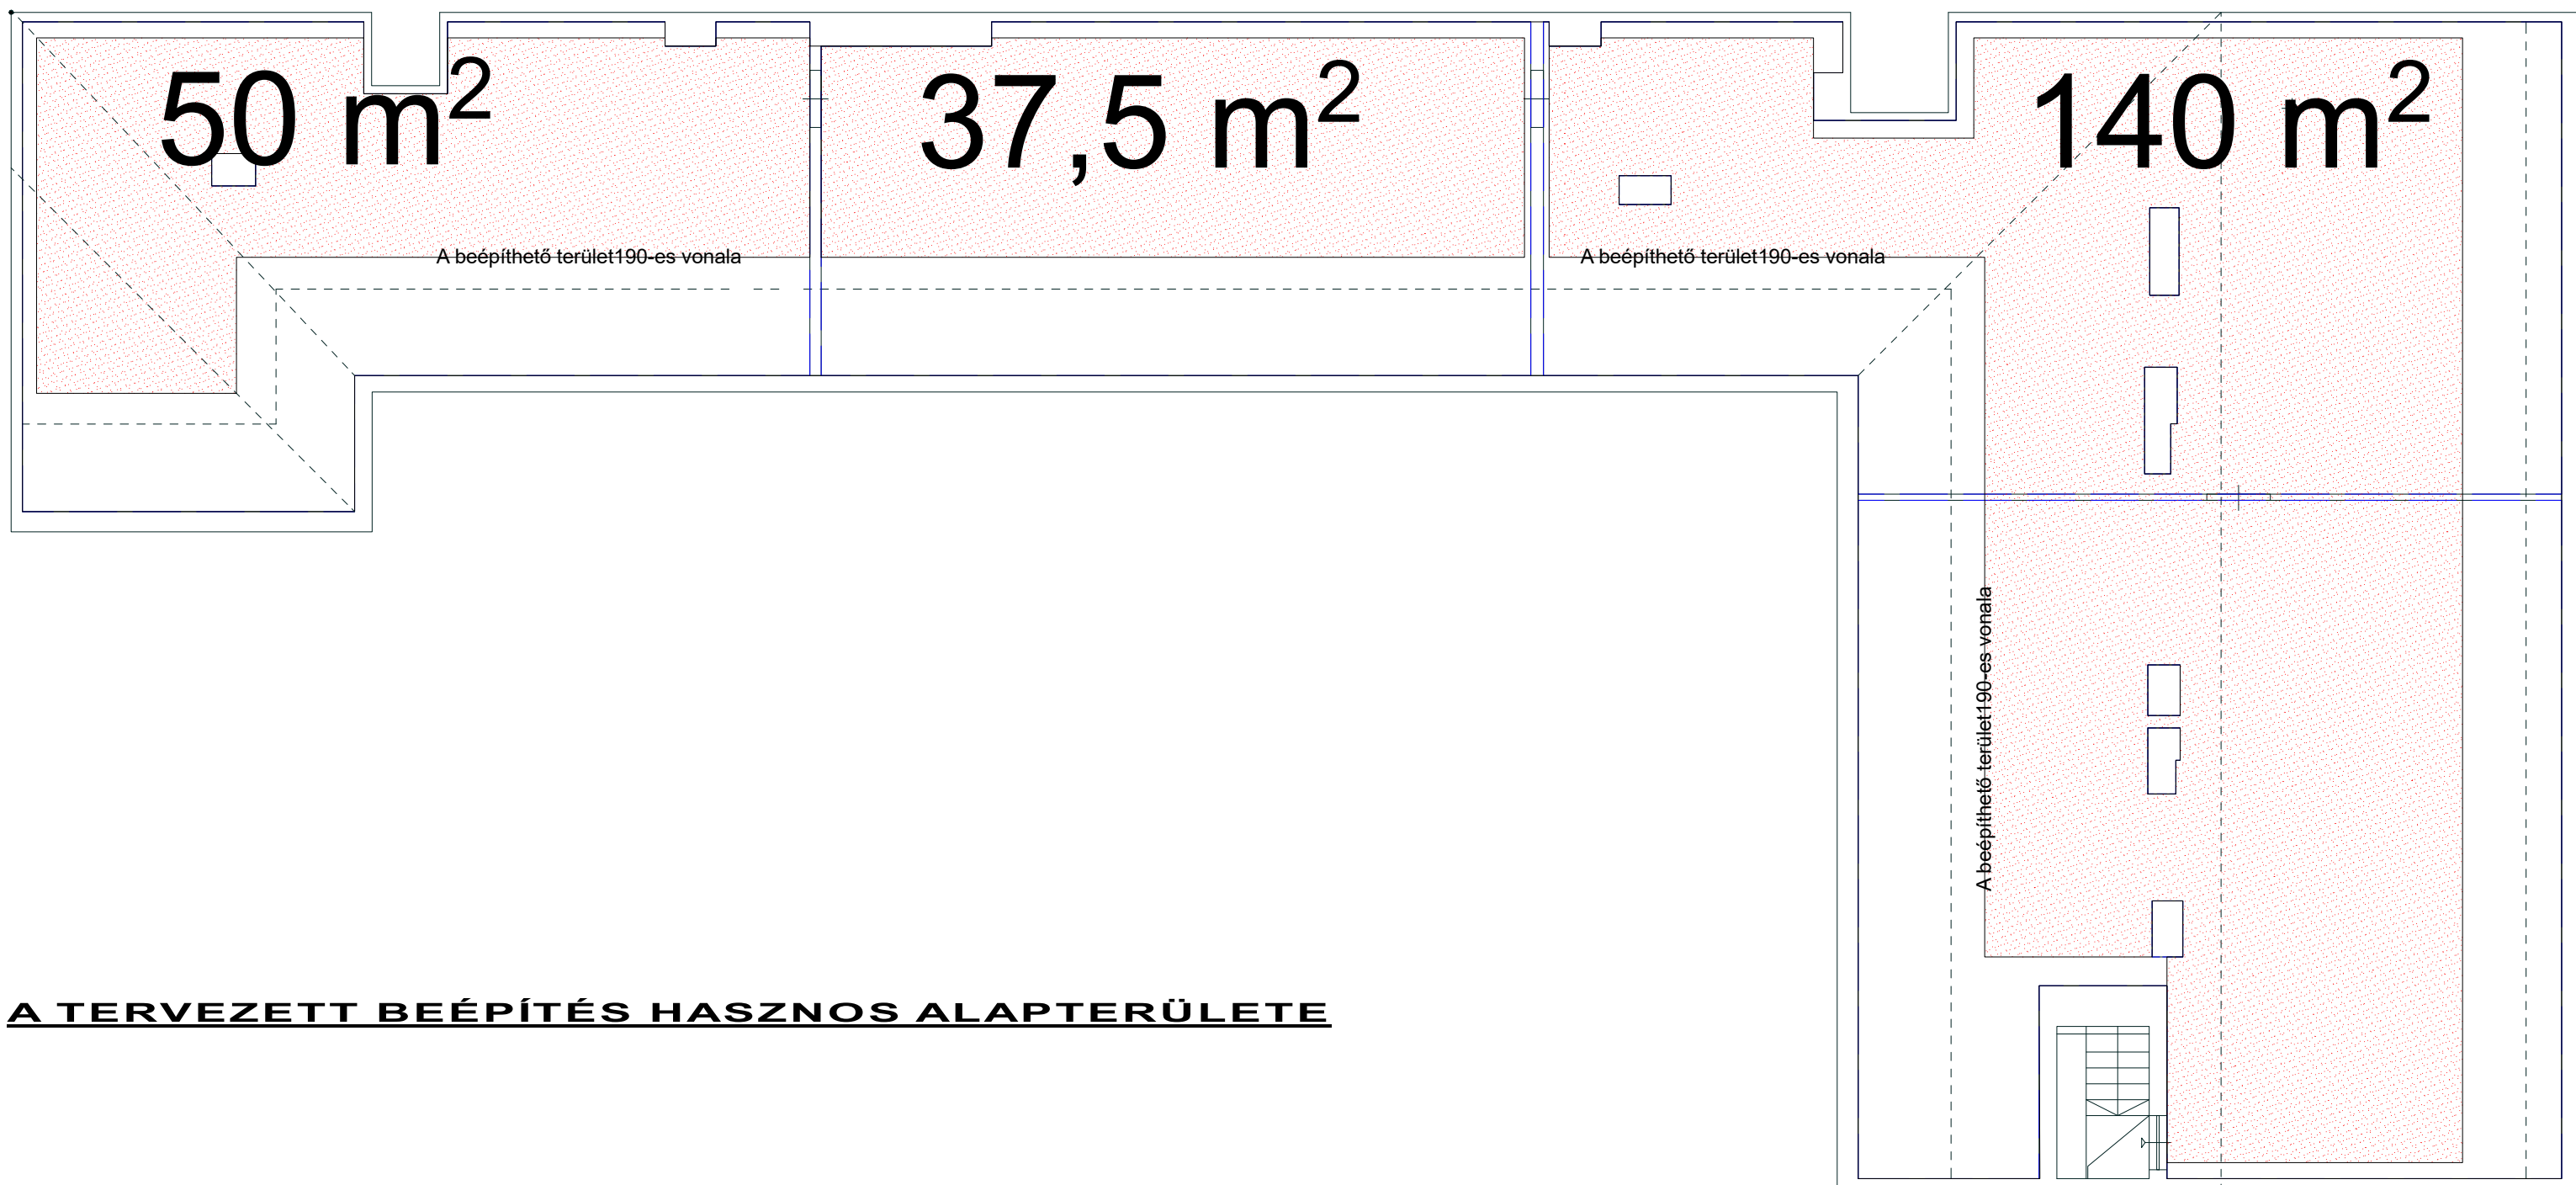 50 m²
37,5 m²
140 m²
A beépíthető terület190-es vonala
A beépíthető terület190-es vonala
A beépíthető terület190-es vonala
A TERVEZETT BEÉPÍTÉS HASZNOS ALAPTERÜLETE